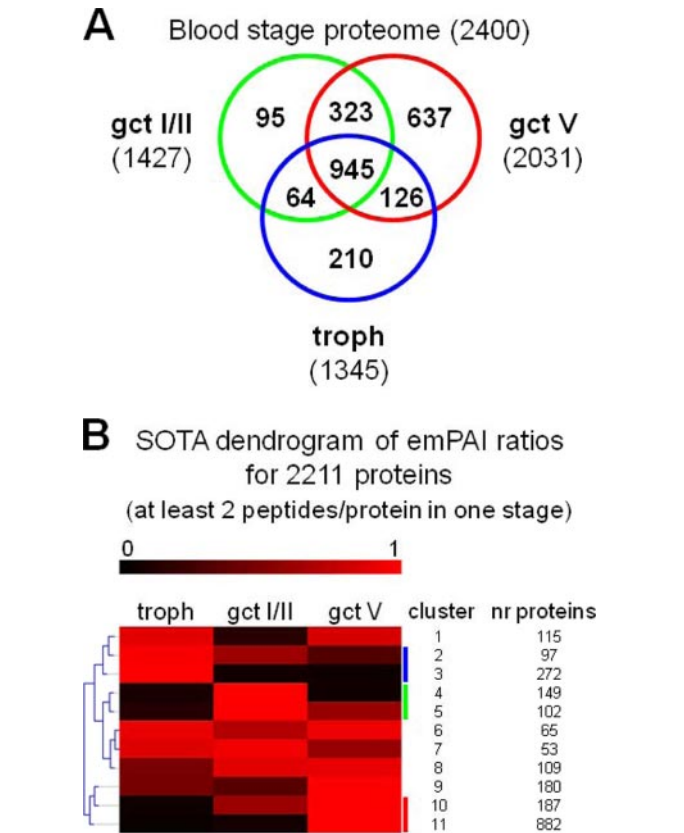 A
Blood stage proteome (2400)
gct I/II
(1427)
95
323
637
gct V
(2031)
945
64
126
210
troph
(1345)
B
SOTA dendrogram of emPAI ratios
for 2211 proteins
(at least 2 peptides/protein in one stage)
0 1
troph gct I/II gct V cluster nr proteins
1 115
2 97
3 272
4 149
5 102
6 65
7 53
8 109
9 180
10 187
11 882